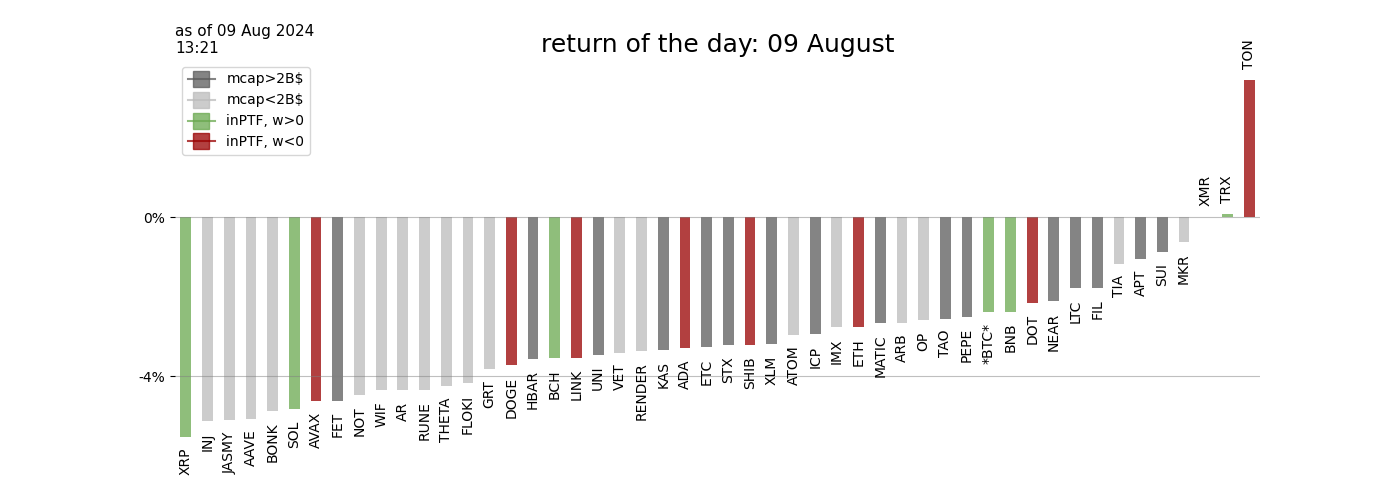 as of 09 Aug 2024
13:21
return of the day: 09 August
mcap>2B$
mcap<2B$
inPTF, w>0
inPTF, w<0
0%
-4%
XRP
INJ
JASMY
AAVE
BONK
SOL
AVAX
FET
NOT
WIF
AR
RUNE
THETA
FLOKI
GRT
DOGE
HBAR
BCH
LINK
UNI
VET
RENDER
KAS
ADA
ETC
STX
SHIB
XLM
ATOM
ICP
IMX
ETH
MATIC
ARB
OP
TAO
PEPE
*BTC*
BNB
DOT
NEAR
LTC
FIL
TIA
APT
SUI
MKR
XMR
TRX
TON